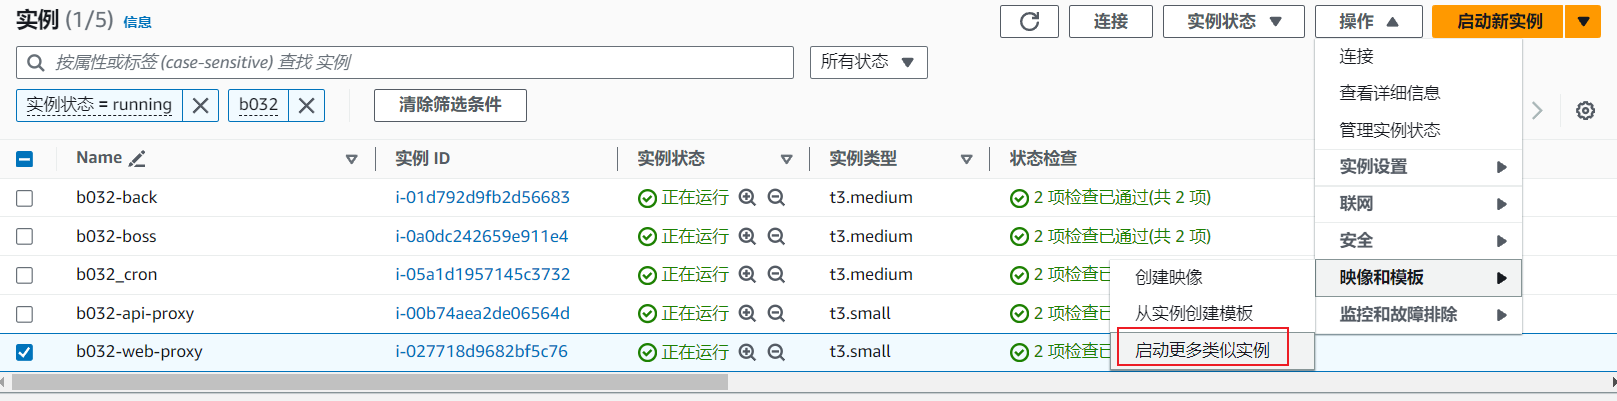 实例 (1/5) 信息
连接 实例状态 操作 启动新实例
按属性或标签 (case-sensitive) 查找 实例
所有状态
实例状态 = running
b032
清除筛选条件
Name 实例 ID 实例状态 实例类型 状态检查
b032-back i-01d792d9fb2d56683 正在运行 t3.medium 2 项检查已通过(共 2 项)
b032-boss i-0a0dc242659e911e4 正在运行 t3.medium 2 项检查已通过(共 2 项)
b032_cron i-05a1d1957145c3732 正在运行 t3.medium 2 项检查已
b032-api-proxy i-00b74aea2de06564d 正在运行 t3.small 2 项检查已
b032-web-proxy i-027718d9682bf5c76 正在运行 t3.small 2 项检查已
连接
查看详细信息
管理实例状态
实例设置
联网
安全
映像和模板
监控和故障排除
创建映像
从实例创建模板
启动更多类似实例